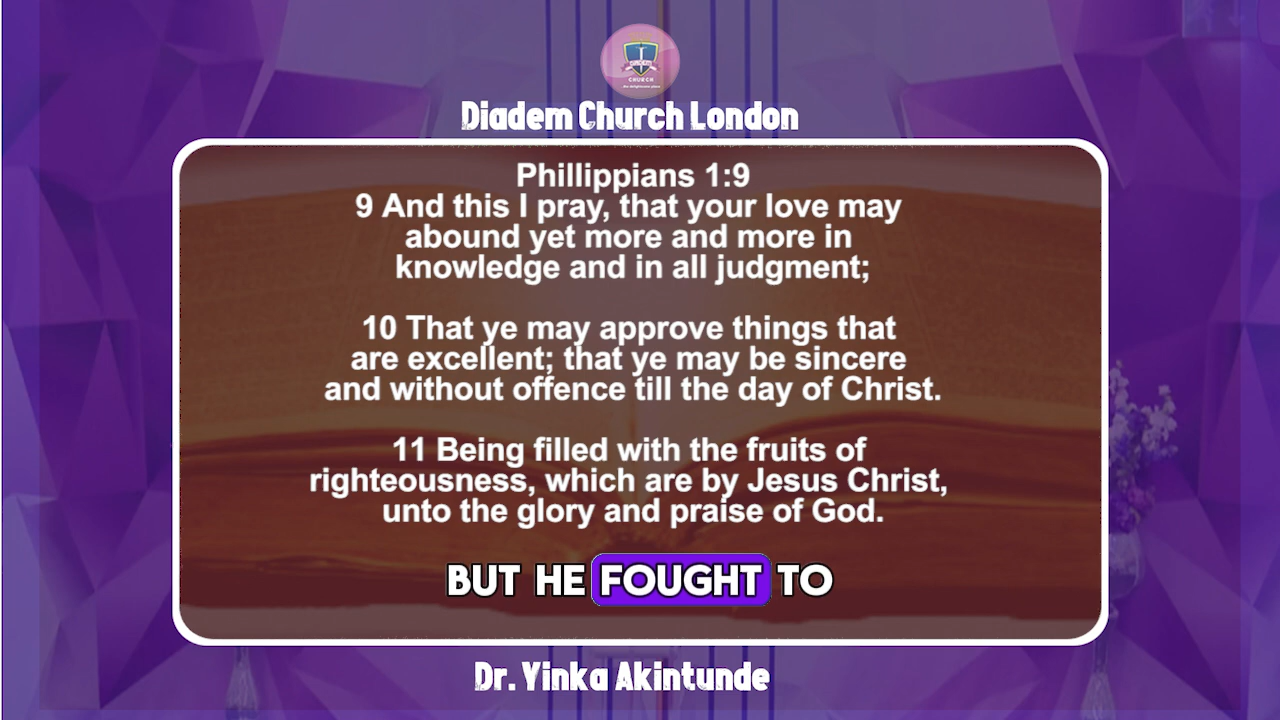 CHURCH
Diadem Church London
Phillippians 1:9
9 And this I pray, that your love may
abound yet more and more in
knowledge and in all judgment;
10 That ye may approve things that
are excellent; that ye may be sincere
and without offence till the day of Christ.
11 Being filled with the fruits of
righteousness, which are by Jesus Christ,
unto the glory and praise of God.
BUT HE FOUGHT TO
Dr. Yinka Akintunde